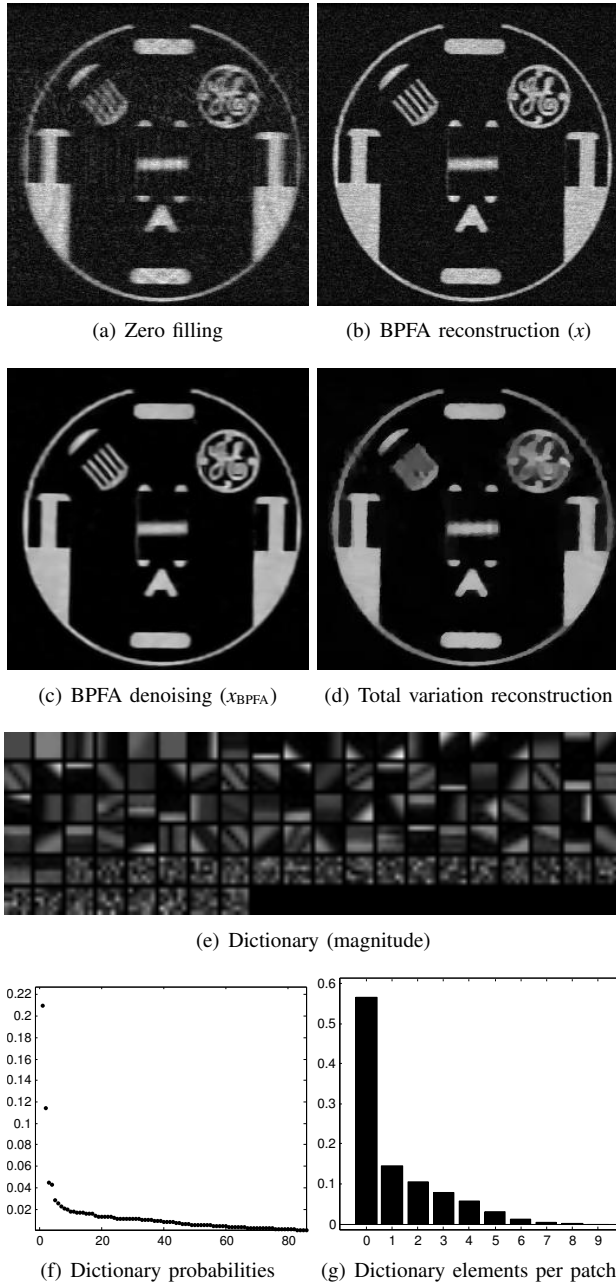 (a) Zero filling
(b) BPFA reconstruction (x)
(c) BPFA denoising (xBPFA)
(d) Total variation reconstruction
(e) Dictionary (magnitude)
0.22
0.2
0.18
0.16
0.14
0.12
0.1
0.08
0.06
0.04
0.02
0 20 40 60 80
(f) Dictionary probabilities
0.6
0.5
0.4
0.3
0.2
0.1
0
0 1 2 3 4 5 6 7 8 9
(g) Dictionary elements per patch